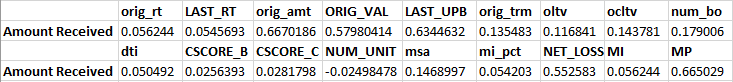 orig_rt LAST_RT orig_amt ORIG_VAL LAST_UPB orig_trm oltv ocltv num_bo
Amount Received 0.056244 0.0545693 0.6670186 0.57980414 0.6344632 0.135483 0.116841 0.143781 0.179006
dti CSCORE_B CSCORE_C NUM_UNIT msa mi_pct NET_LOSS MI MP
Amount Received 0.050492 0.0256393 0.0281798 -0.02498478 0.1468997 0.054203 0.552583 0.056244 0.665029